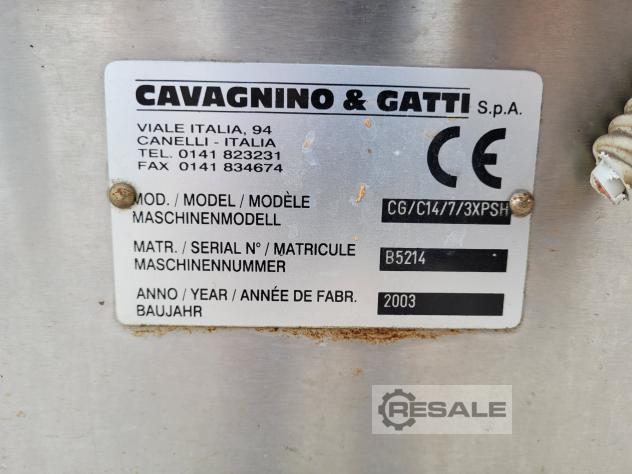 CAVAGNINO & GATTI S.p.A.
VIALE ITALIA, 94
CANELLI - ITALIA
TEL. 0141 823231
FAX 0141 834674
CE
MOD. / MODEL / MODÈLE
MASCHINENMODELL
CG/C14/7/3XPSH
MATR. / SERIAL N° / MATRICULE
MASCHINENNUMMER
B5214
ANNO / YEAR / ANNÉE DE FABR.
BAUJAHR
2003
RESALE